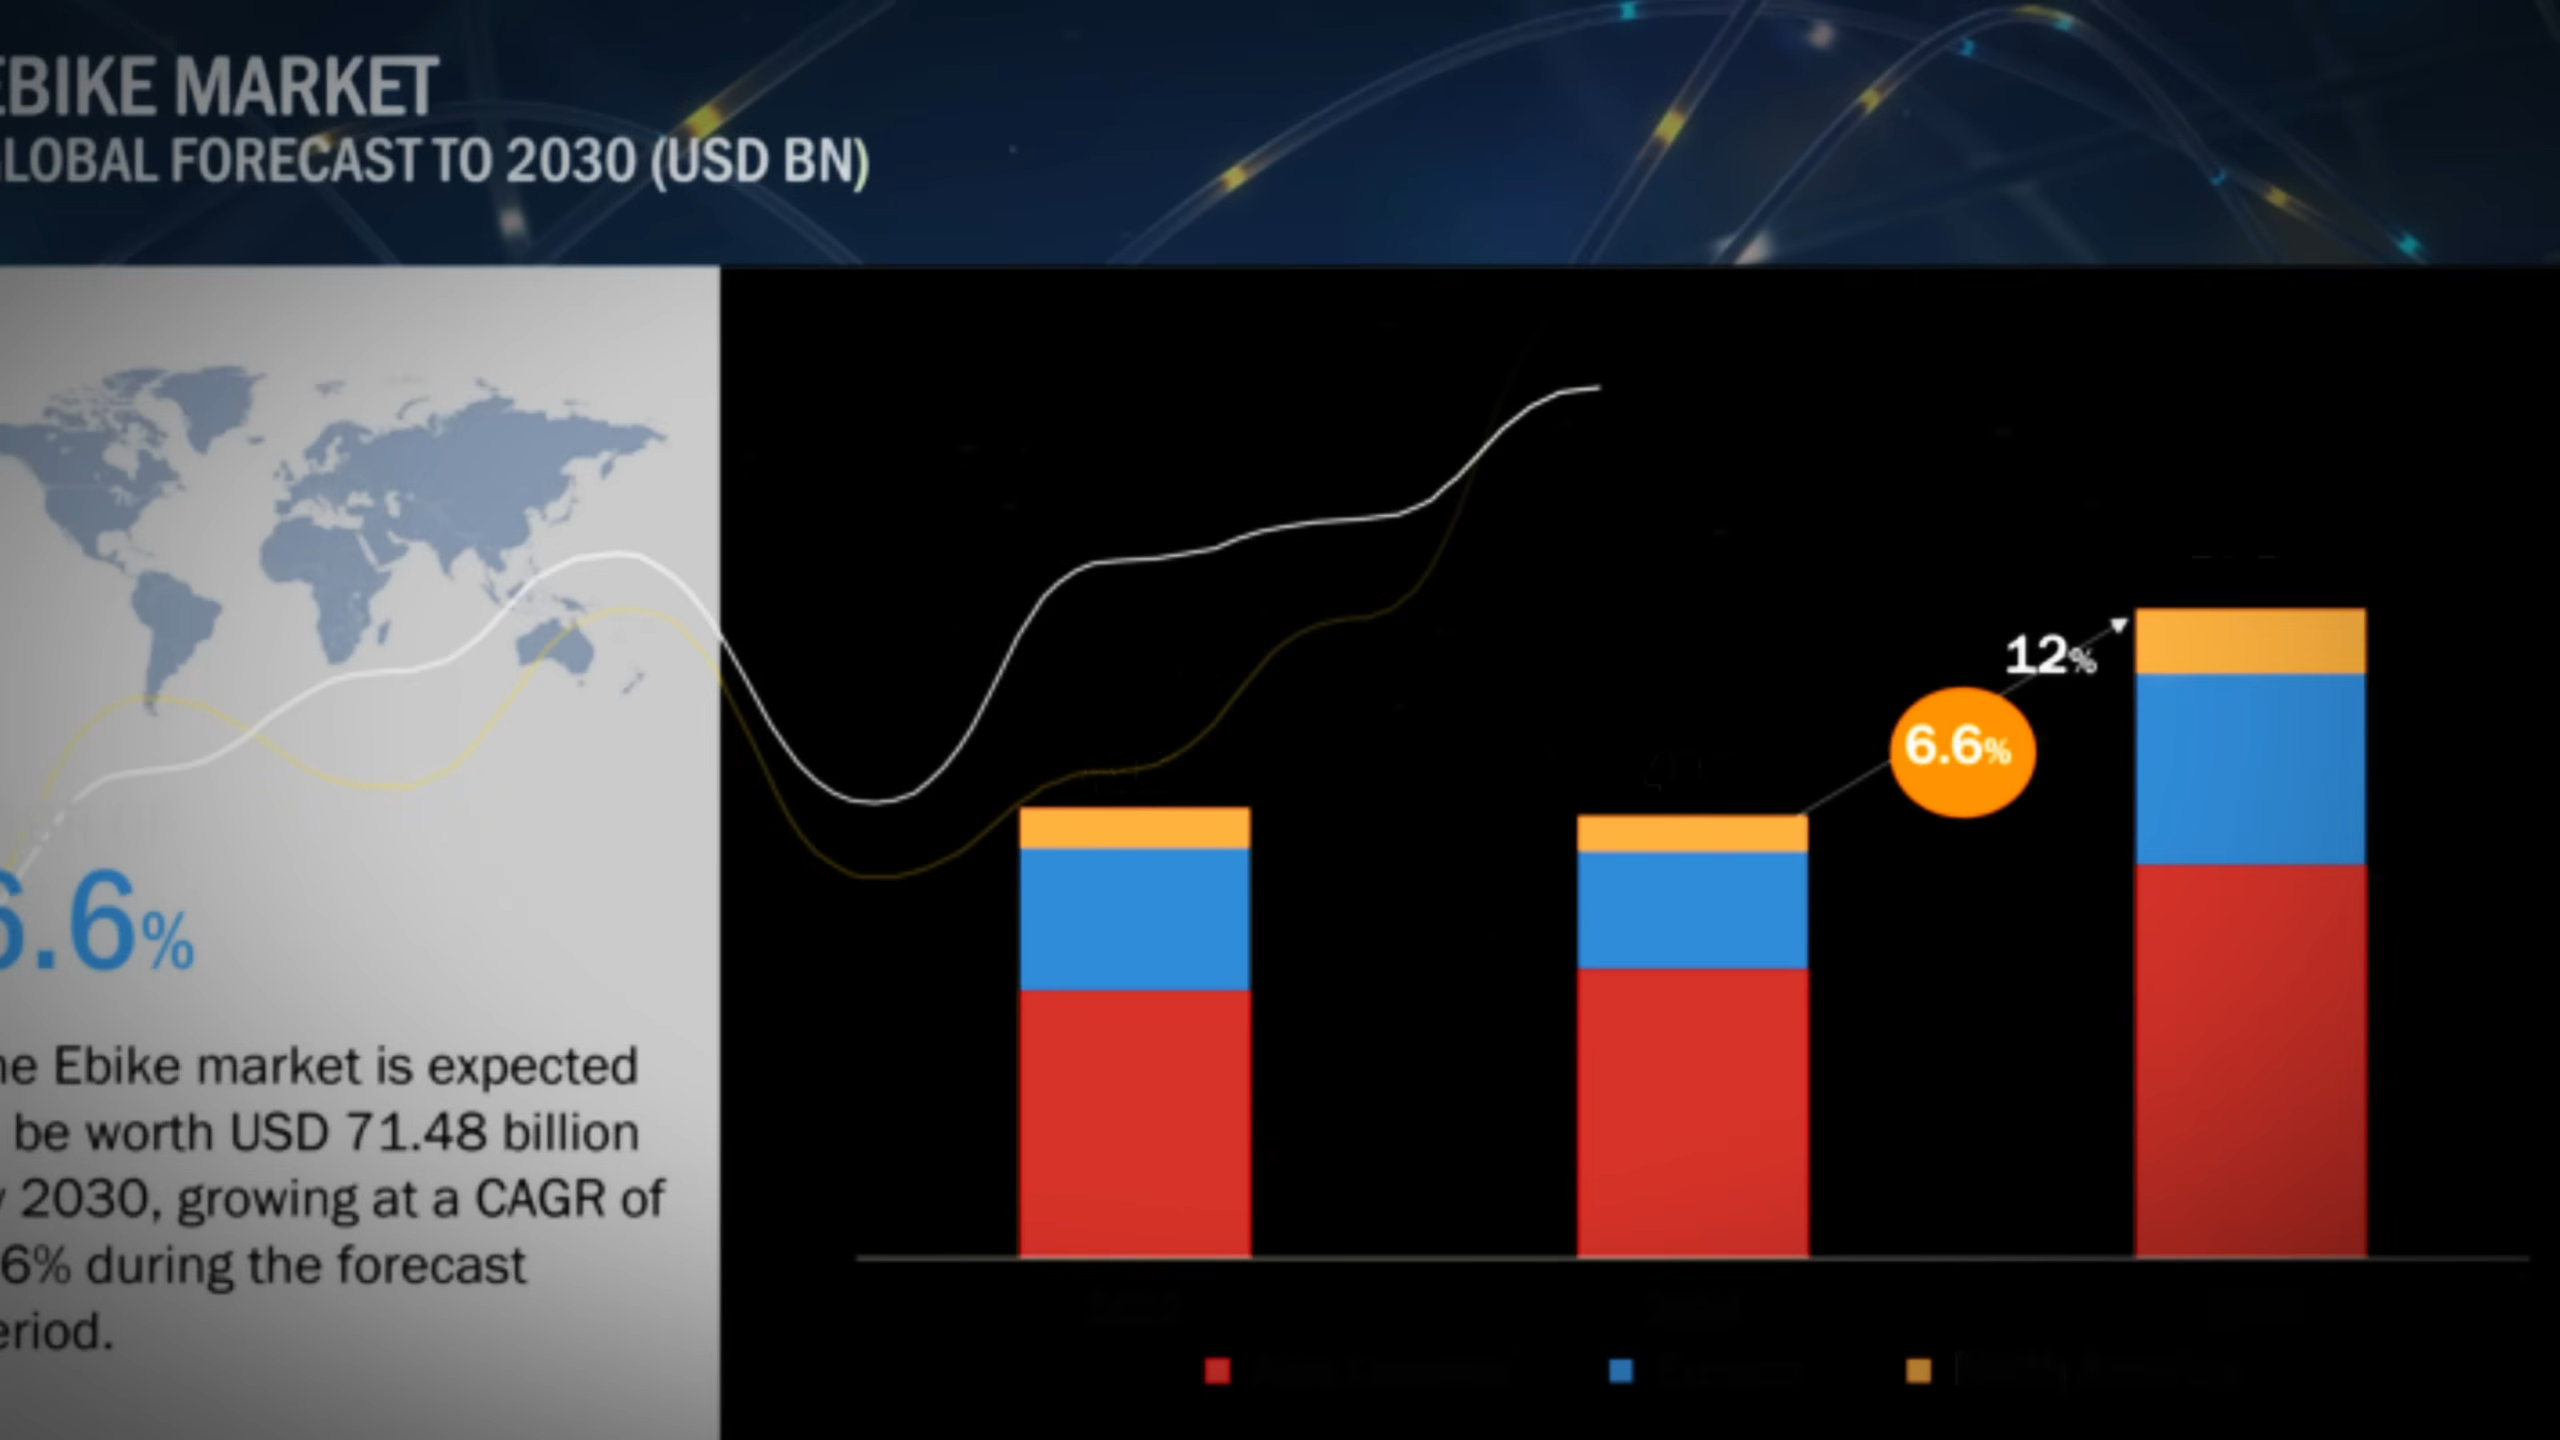 EBIKE MARKET
GLOBAL FORECAST TO 2030 (USD BN)
12%
6.6%
6.6%
he Ebike market is expected
be worth USD 71.48 billion
y 2030, growing at a CAGR of
6% during the forecast
eriod.